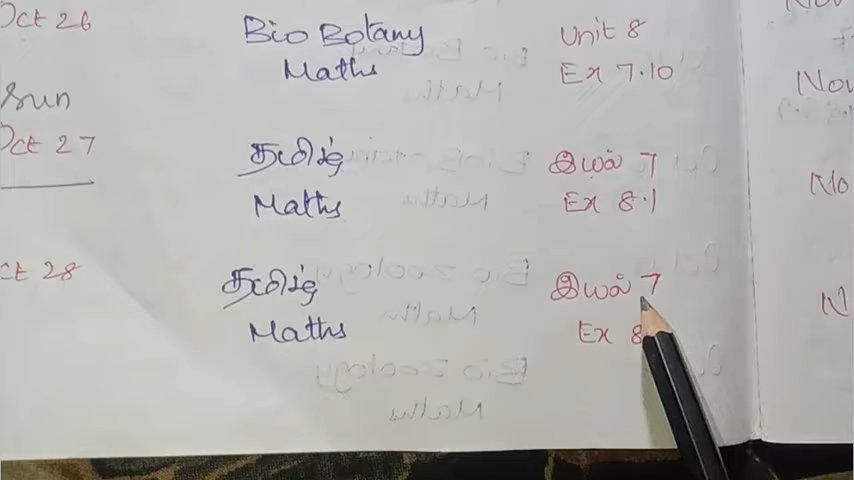 Oct 26 Bio Botany Unit 8
Maths Ex 7.10
Sun
Oct 27 தமிழ் இயல் 7
Maths Ex 8.1
Oct 28 தமிழ் இயல் 7
Maths Ex 8
Nov
Nov